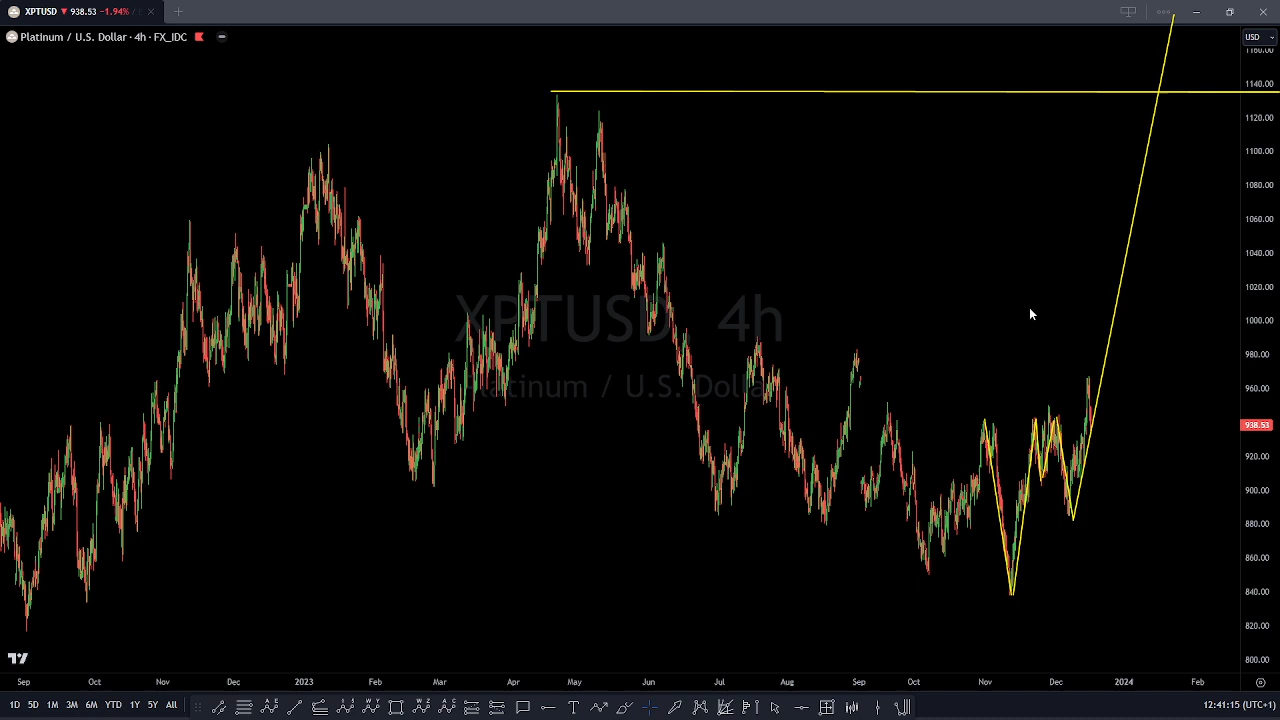 XPTUSD ▼ 938.53 −1.94%
Platinum / U.S. Dollar · 4h · FX_IDC
USD
1160.00
1140.00
1120.00
1100.00
1080.00
1060.00
1040.00
1020.00
1000.00
980.00
960.00
938.53
920.00
900.00
880.00
860.00
840.00
820.00
800.00
XPTUSD 4h
Platinum / U.S. Dollar
Sep Oct Nov Dec 2023 Feb Mar Apr May Jun Jul Aug Sep Oct Nov Dec 2024 Feb
1D 5D 1M 3M 6M YTD 1Y 5Y All
12:41:15 (UTC+1)